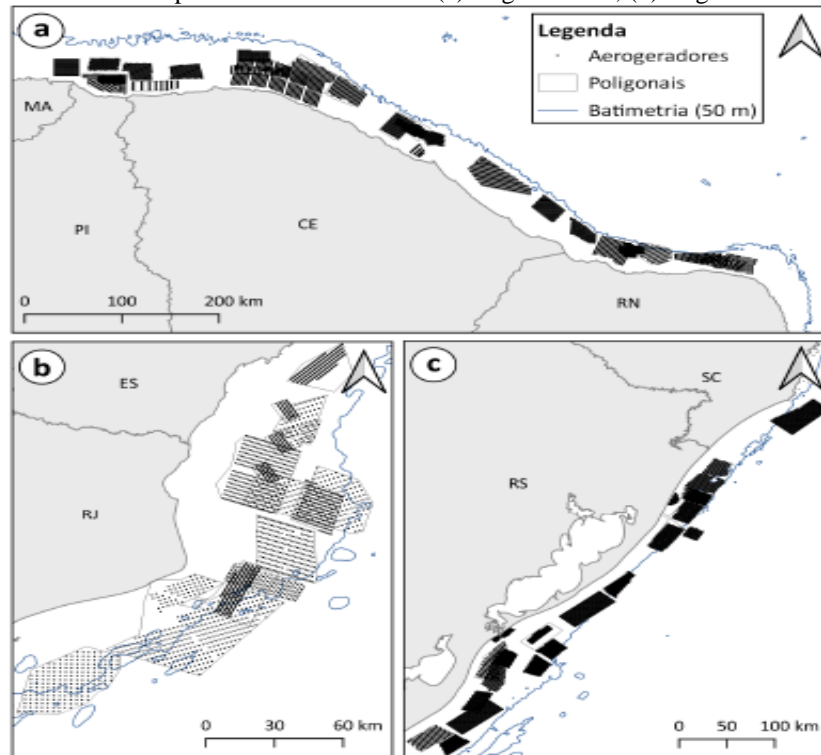 a
Legenda
Aerogeradores
Poligonais
Batimetria (50 m)
MA
PI
CE
RN
0 100 200 km
b
ES
RJ
0 30 60 km
c
SC
RS
0 50 100 km